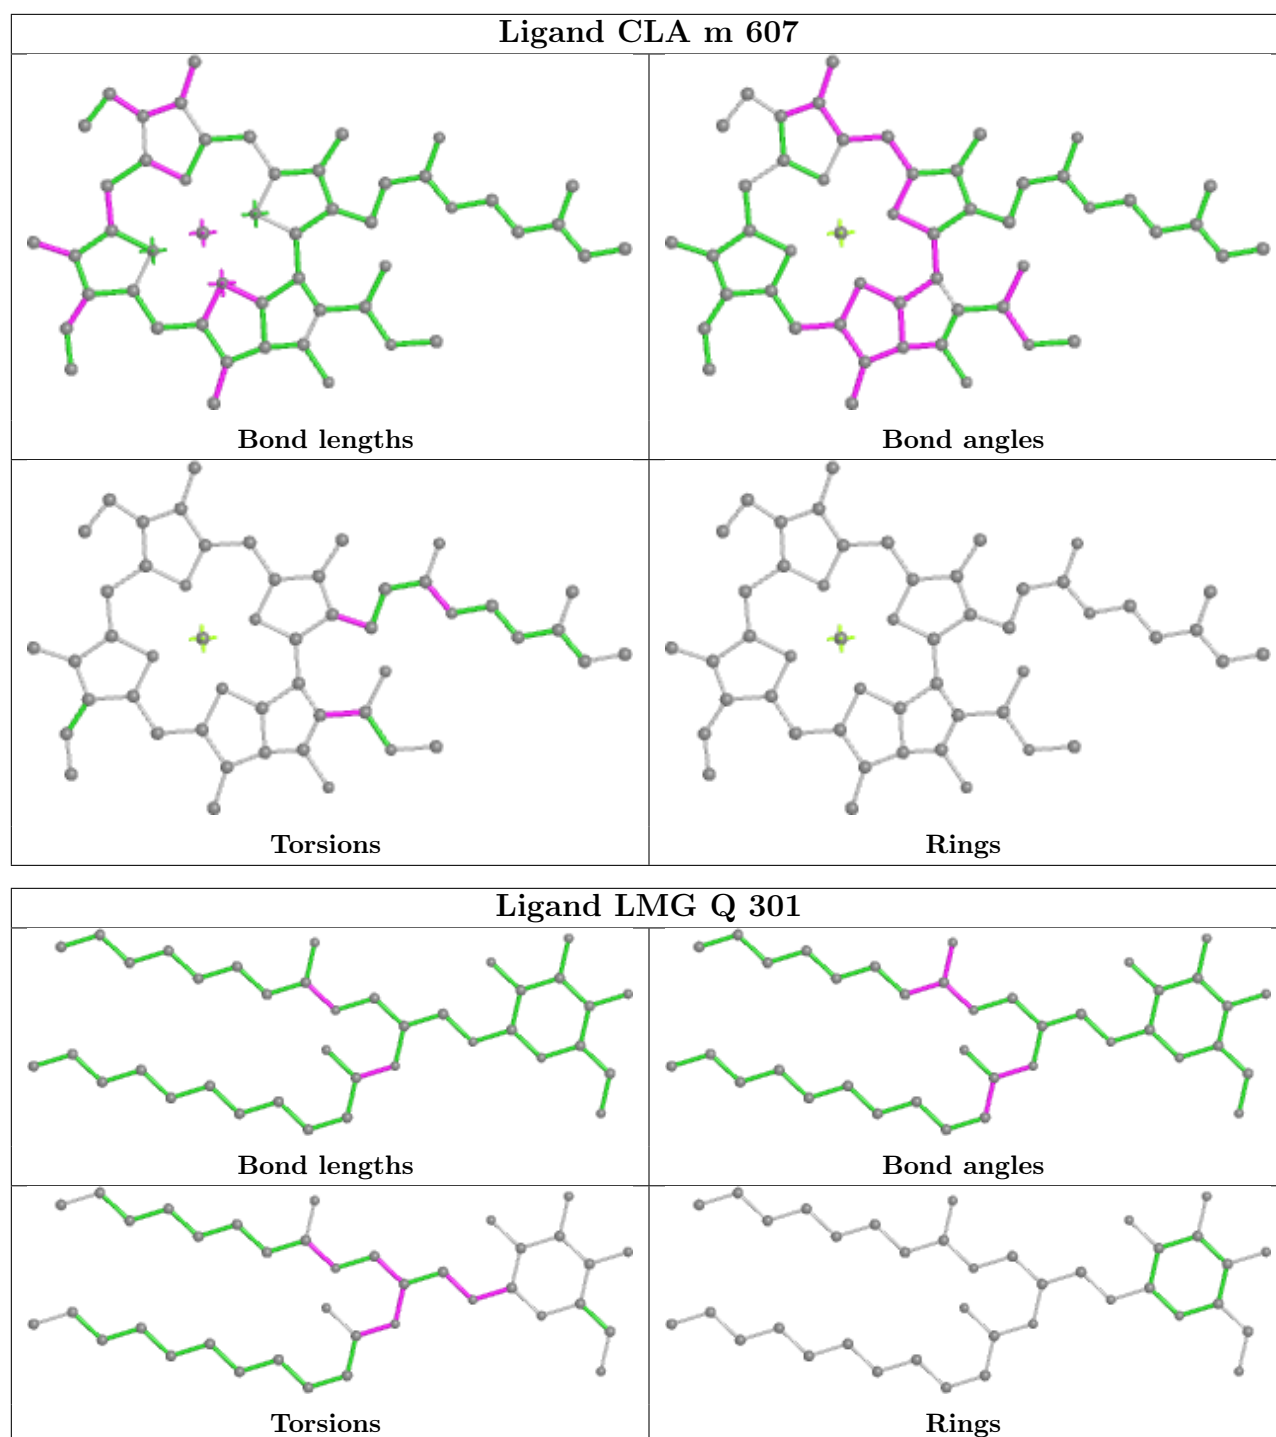 Ligand CLA m 607
Bond lengths
Bond angles
Torsions
Rings
Ligand LMG Q 301
Bond lengths
Bond angles
Torsions
Rings